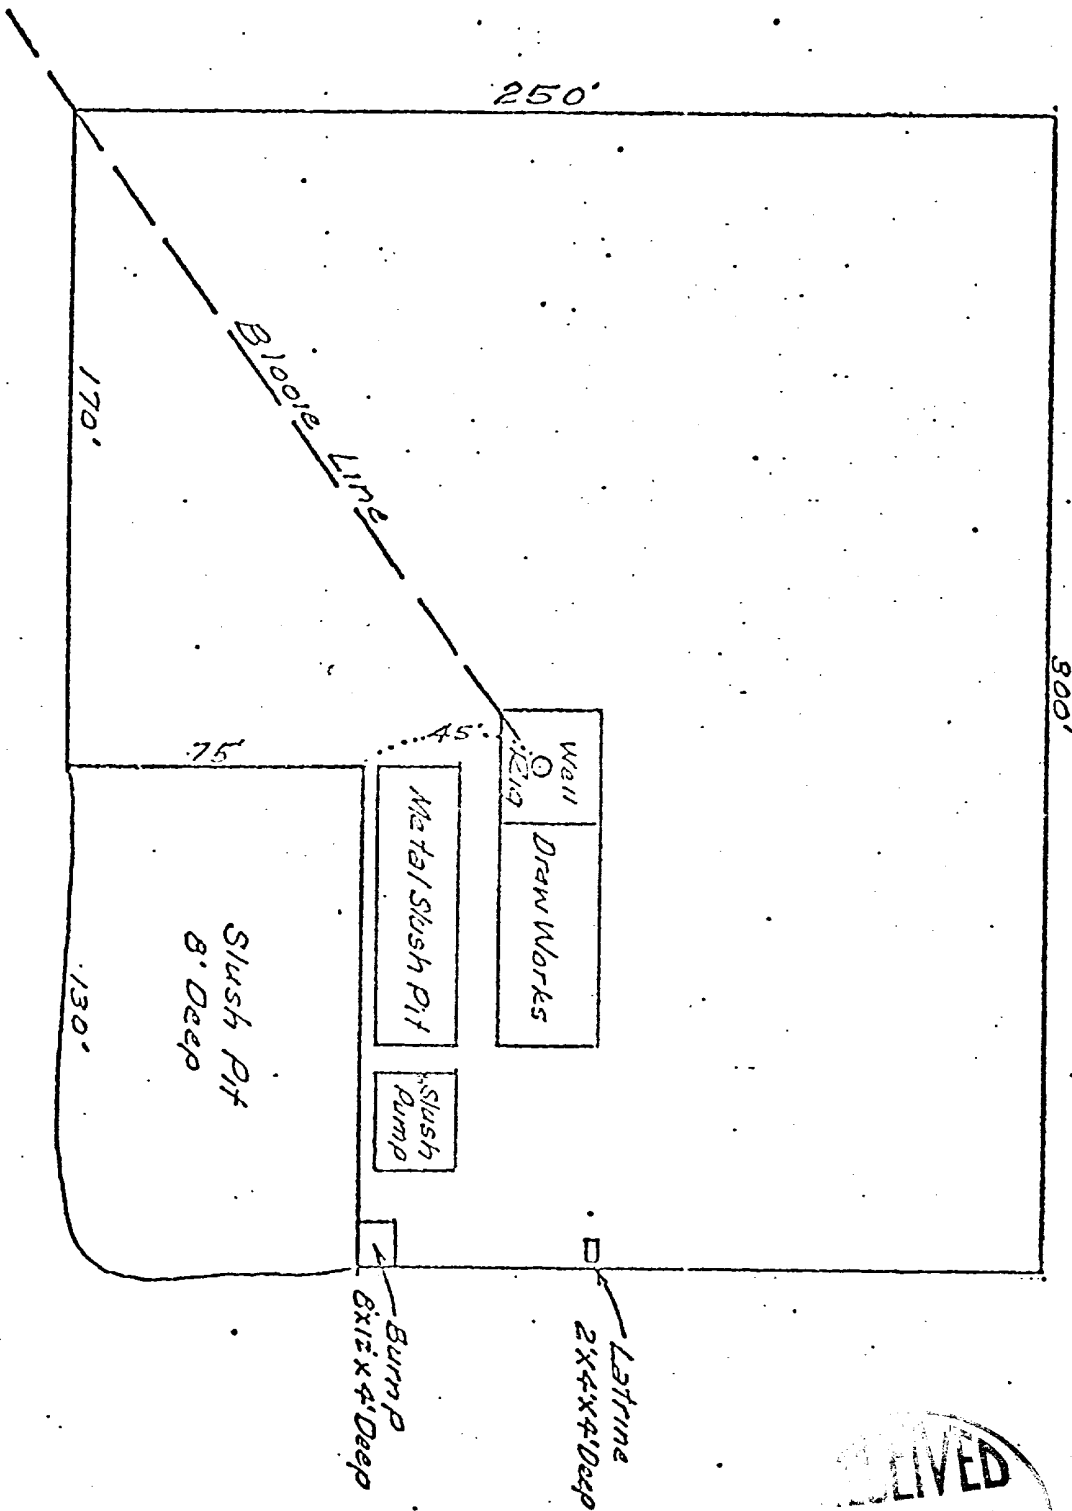 250'
300'
170'
Blooie Line
45'
75'
Well
Rig
Draw Works
Metal Slush Pit
Slush
Pump
Slush Pit
8' Deep
130'
Latrine
2'X4'X4' Deep
Burn P
8'X12'X4' Deep